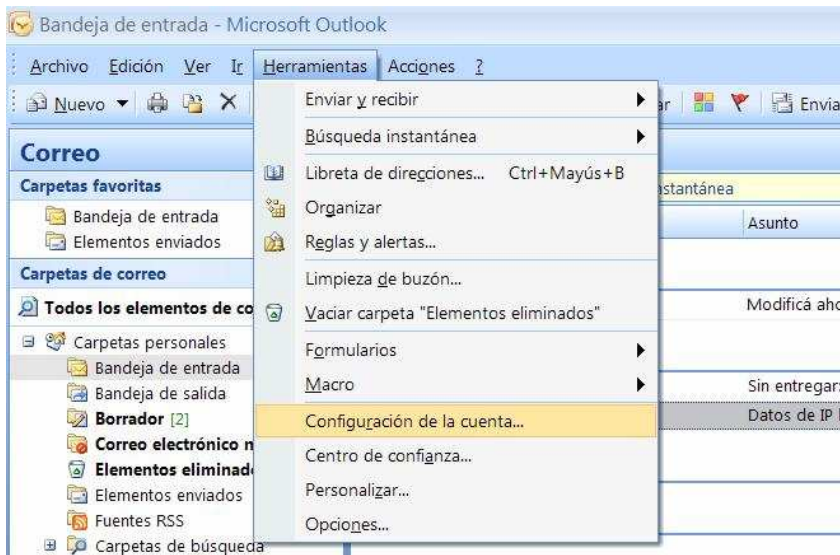 Bandeja de entrada - Microsoft Outlook
Archivo Edición Ver Ir Herramientas Acciones ?
Nuevo
Correo
Carpetas favoritas
Bandeja de entrada
Elementos enviados
Carpetas de correo
Todos los elementos de co
Carpetas personales
Bandeja de entrada
Bandeja de salida
Borrador [2]
Correo electrónico n
Elementos eliminad
Elementos enviados
Fuentes RSS
Carpetas de búsqueda
Enviar y recibir
Búsqueda instantánea
Libreta de direcciones... Ctrl+Mayús+B
Organizar
Reglas y alertas...
Limpieza de buzón...
Vaciar carpeta "Elementos eliminados"
Formularios
Macro
Configuración de la cuenta...
Centro de confianza...
Personalizar...
Opciones...
ar Envia
nstantánea
Asunto
Modificá aho
Sin entregar:
Datos de IP